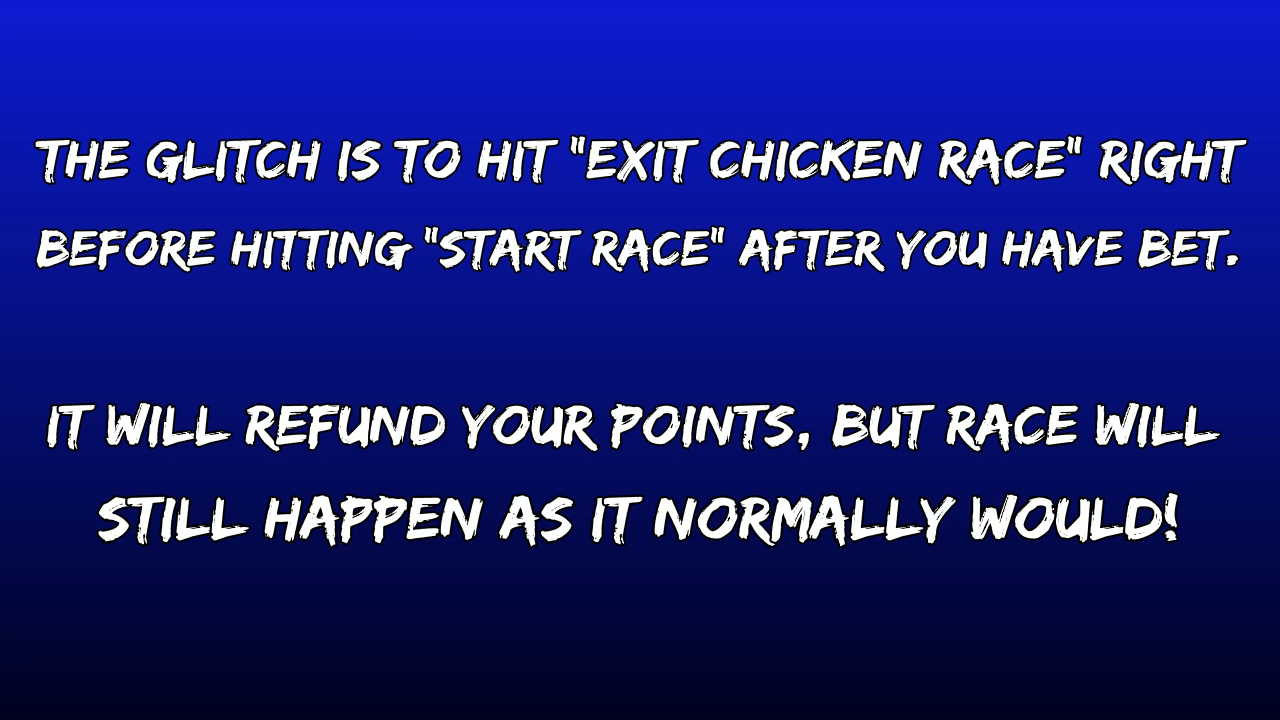 THE GLITCH IS TO HIT "EXIT CHICKEN RACE" RIGHT
BEFORE HITTING "START RACE" AFTER YOU HAVE BET.
IT WILL REFUND YOUR POINTS, BUT RACE WILL
STILL HAPPEN AS IT NORMALLY WOULD!